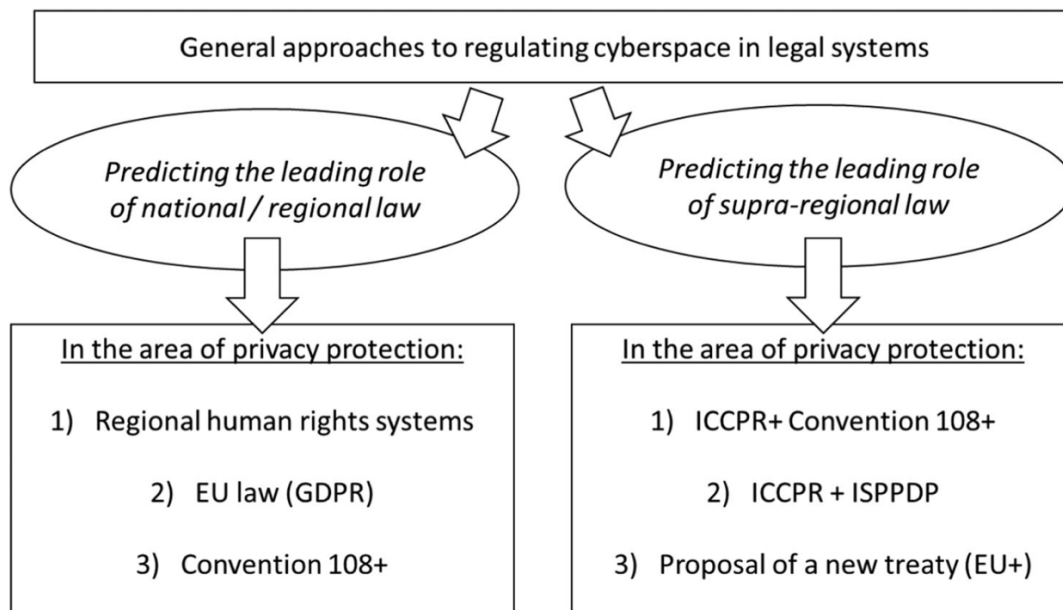 General approaches to regulating cyberspace in legal systems
Predicting the leading role
of national / regional law
Predicting the leading role
of supra-regional law
In the area of privacy protection:
1) Regional human rights systems
2) EU law (GDPR)
3) Convention 108+
In the area of privacy protection:
1) ICCPR+ Convention 108+
2) ICCPR + ISPPDP
3) Proposal of a new treaty (EU+)